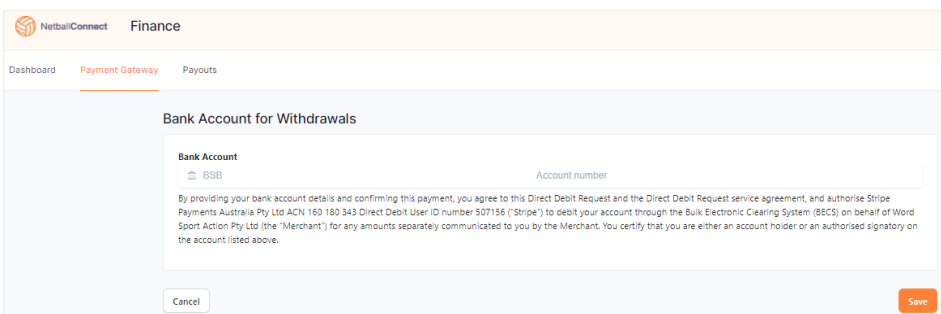 NetballConnect Finance
Dashboard Payment Gateway Payouts
Bank Account for Withdrawals
Bank Account
BSB Account number
By providing your bank account details and confirming this payment, you agree to this Direct Debit Request and the Direct Debit Request service agreement, and authorise Stripe
Payments Australia Pty Ltd ACN 160 180 343 Direct Debit User ID number 507156 ("Stripe") to debit your account through the Bulk Electronic Clearing System (BECS) on behalf of Word
Sport Action Pty Ltd (the "Merchant") for any amounts separately communicated to you by the Merchant. You certify that you are either an account holder or an authorised signatory on
the account listed above.
Cancel Save